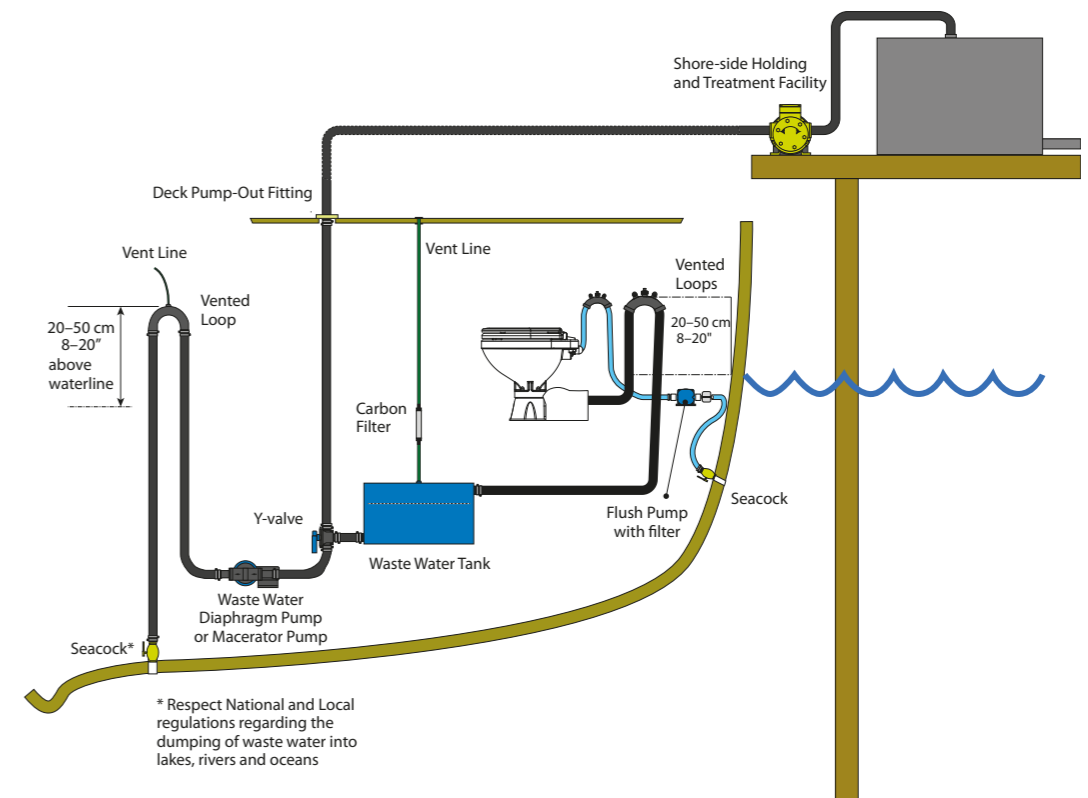 Shore-side Holding
and Treatment Facility
Deck Pump-Out Fitting
Vent Line
Vent Line
Vented
Loop
Vented
Loops
20–50 cm
8–20”
above
waterline
20–50 cm
8–20”
Carbon
Filter
Y-valve
Waste Water Tank
Flush Pump
with filter
Seacock
Waste Water
Diaphragm Pump
or Macerator Pump
Seacock*
* Respect National and Local
regulations regarding the
dumping of waste water into
lakes, rivers and oceans